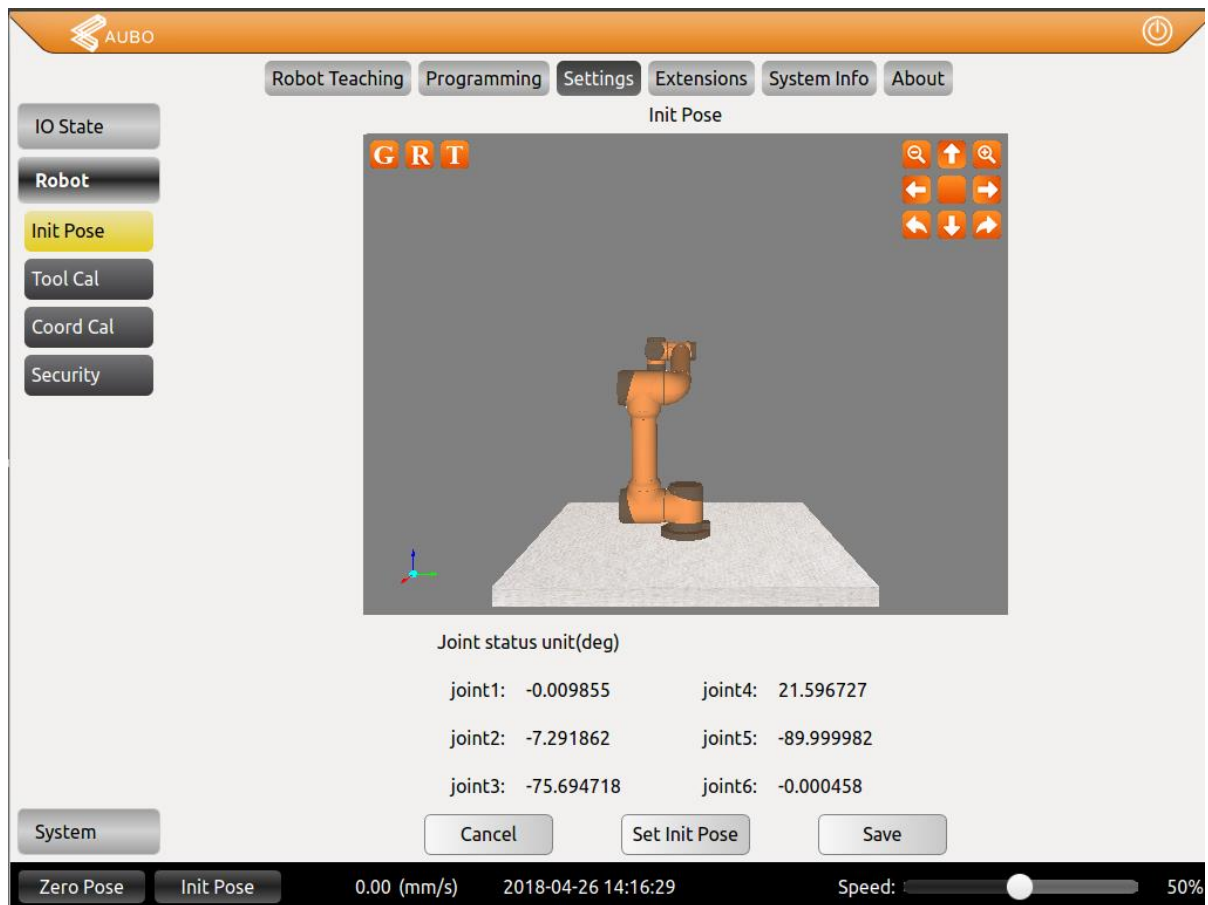 AUBO
Robot Teaching Programming Settings Extensions System Info About
Init Pose
IO State
Robot
Init Pose
Tool Cal
Coord Cal
Security
G R T
Joint status unit(deg)
joint1: -0.009855 joint4: 21.596727
joint2: -7.291862 joint5: -89.999982
joint3: -75.694718 joint6: -0.000458
System
Cancel Set Init Pose Save
Zero Pose Init Pose 0.00 (mm/s) 2018-04-26 14:16:29 Speed: 50%